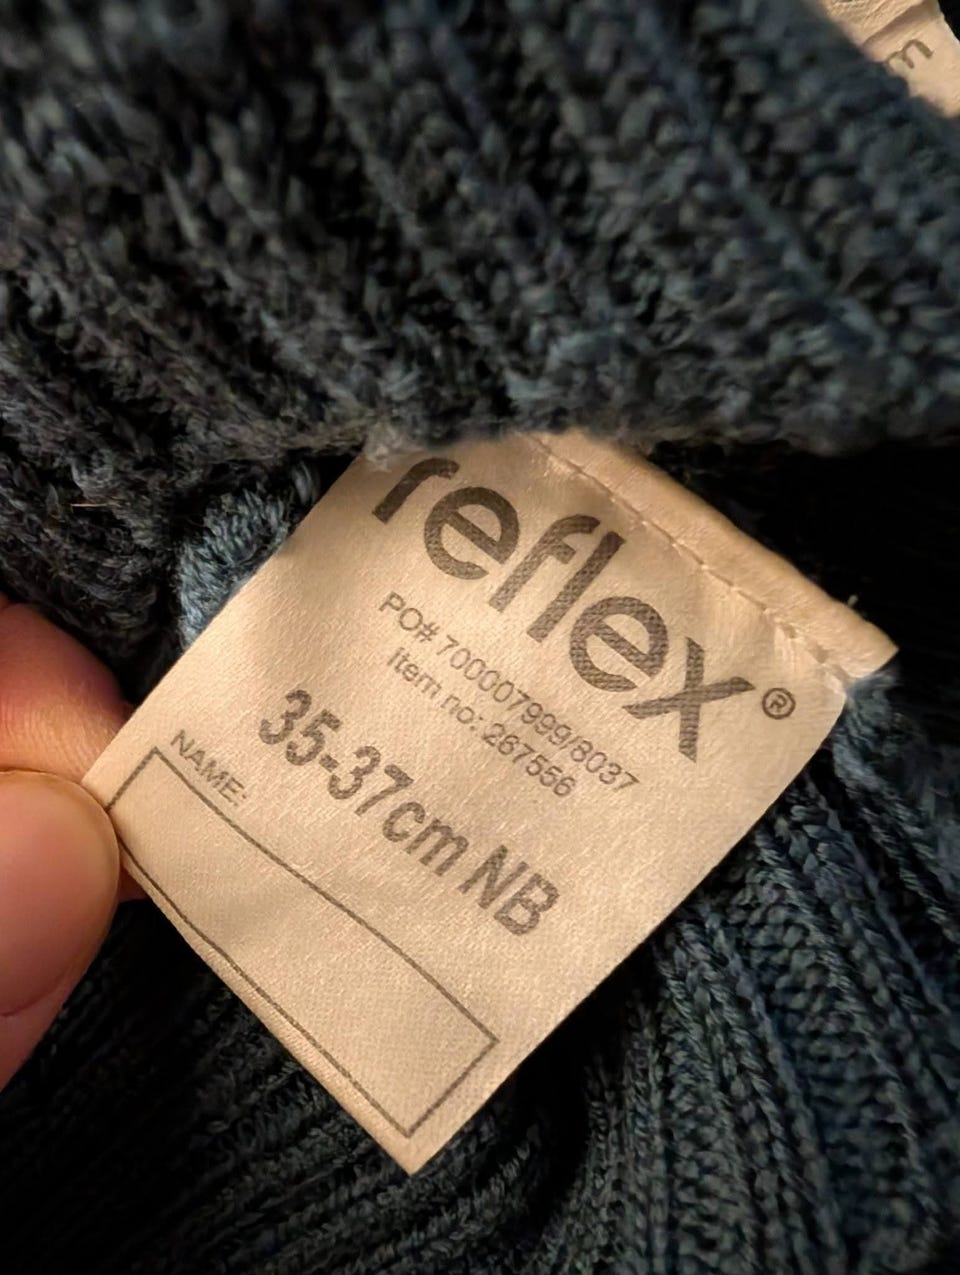 m
reflex®
PO# 700007999/8037
Item no: 267556
35-37cm NB
NAME: